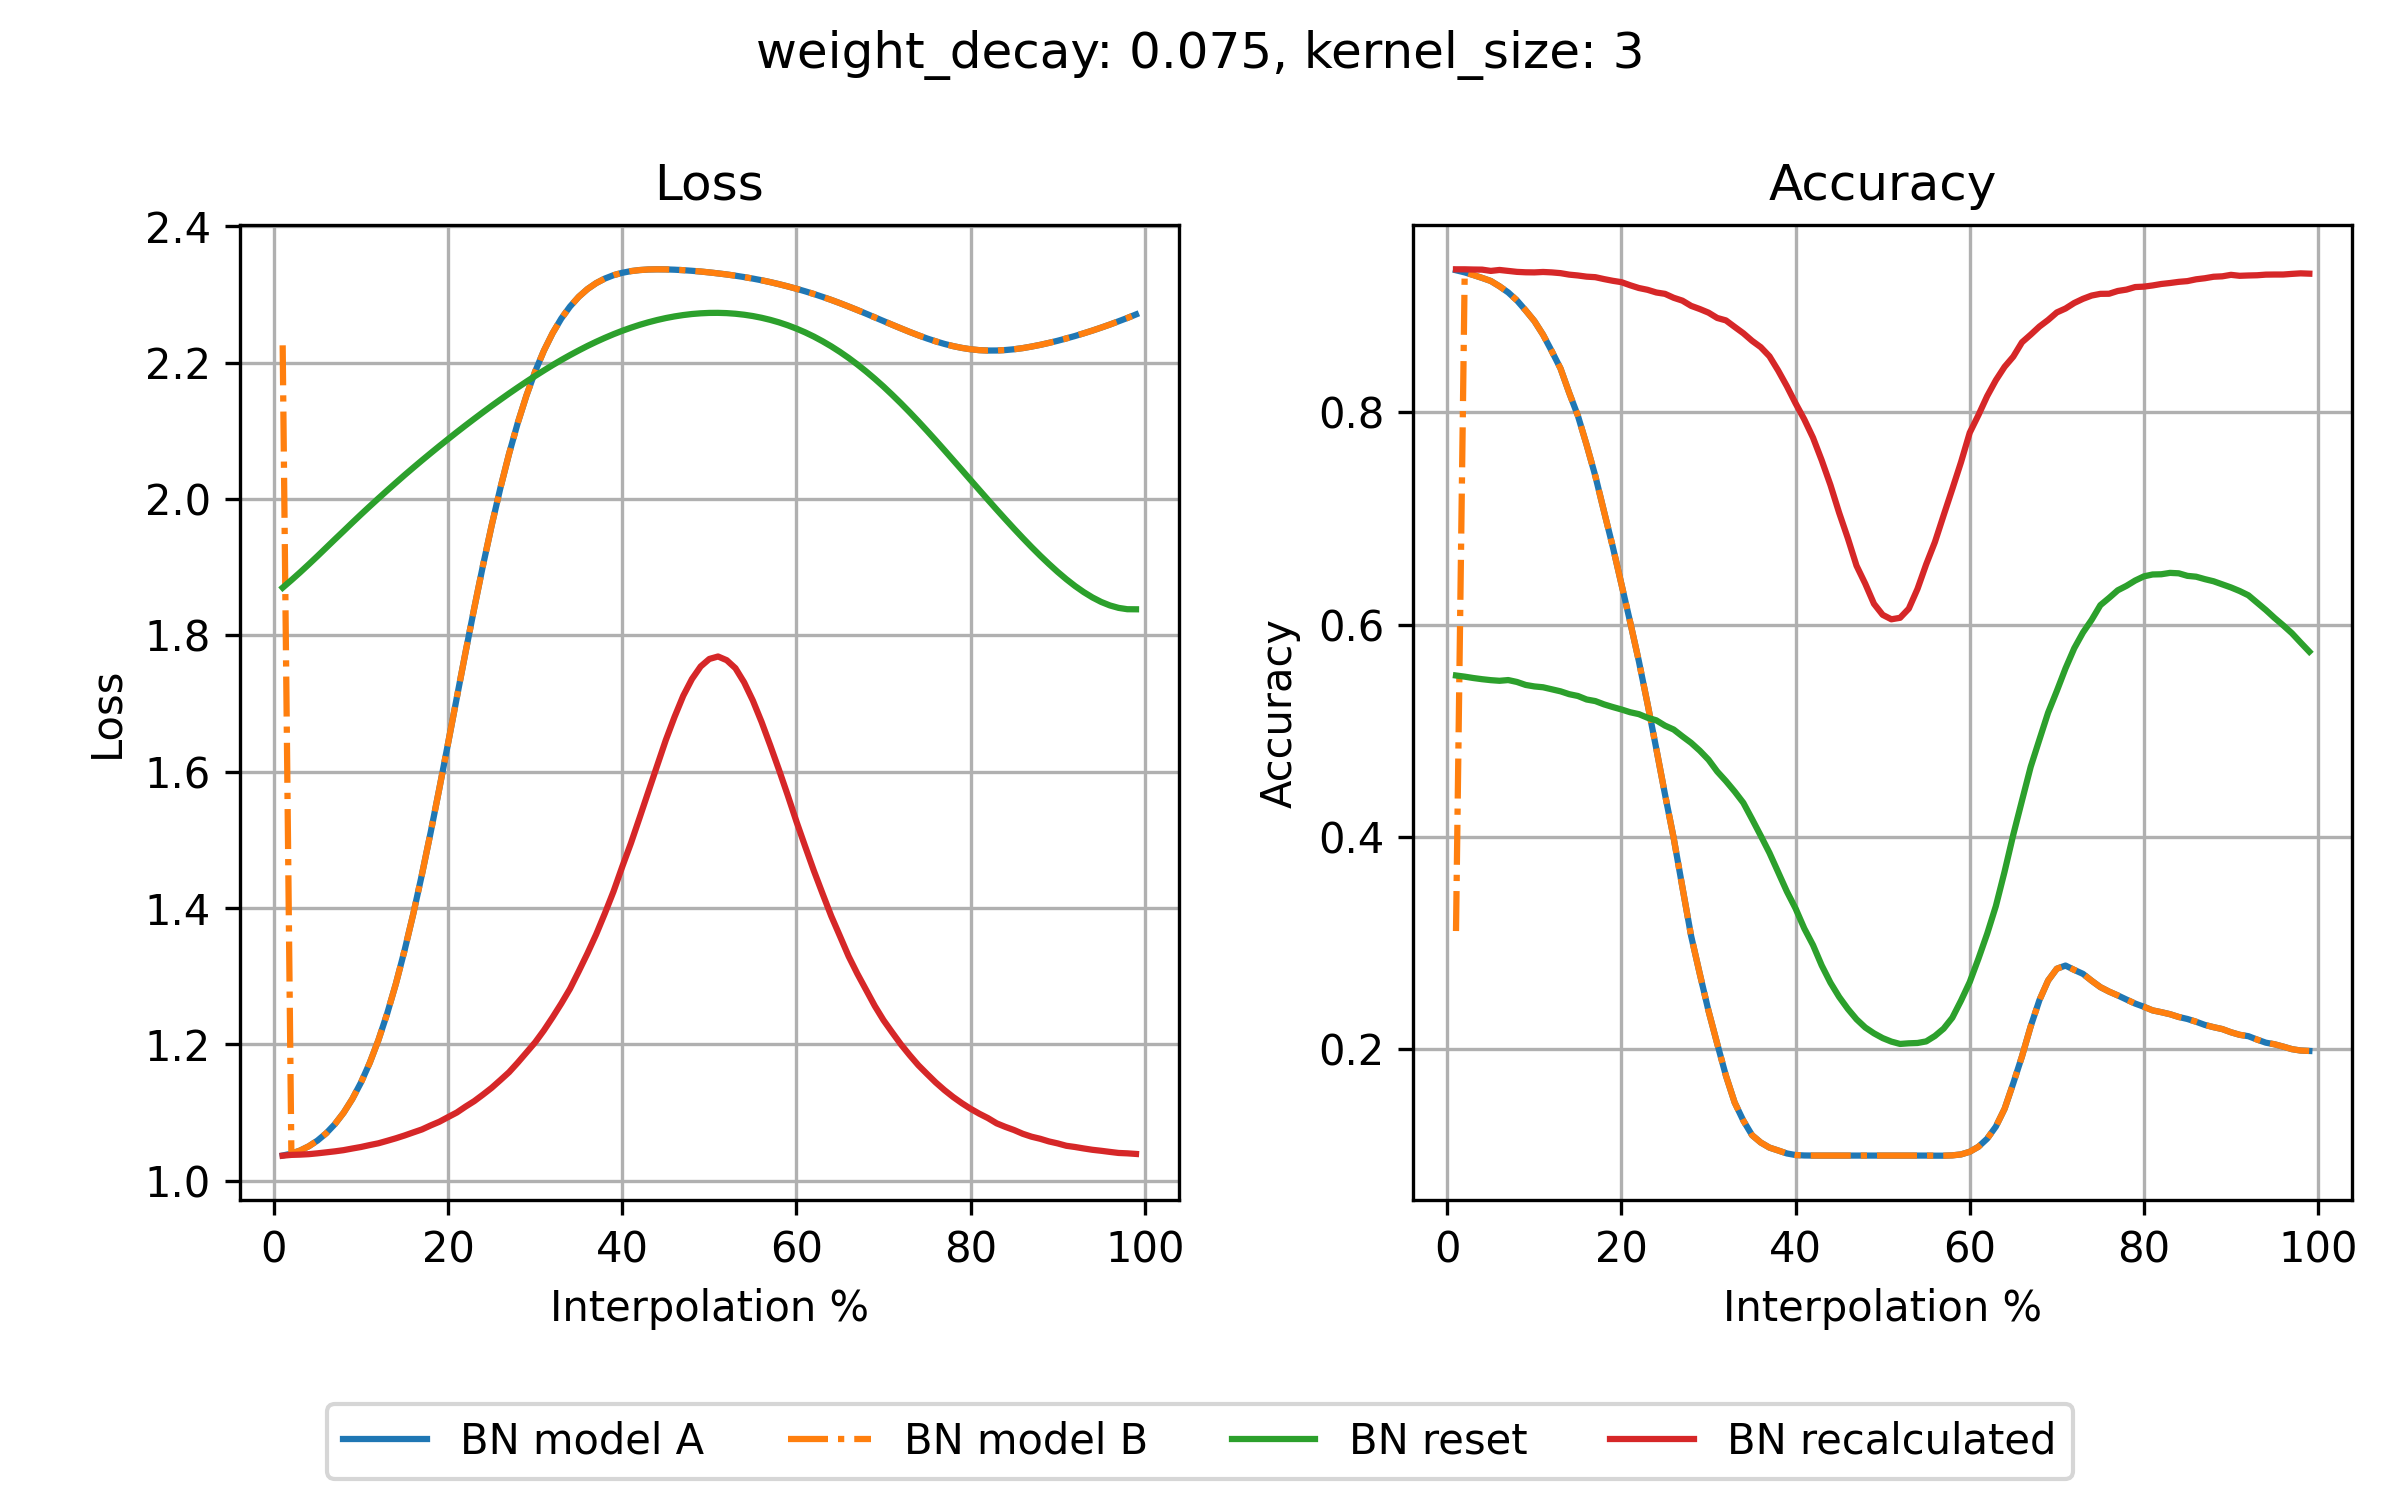 weight_decay: 0.075, kernel_size: 3
Loss
2.4
2.2
2.0
1.8
1.6
1.4
1.2
1.0
Loss
0
20
40
60
80
100
Interpolation %
Accuracy
0.8
0.6
0.4
0.2
Accuracy
0
20
40
60
80
100
Interpolation %
BN model A
BN model B
BN reset
BN recalculated